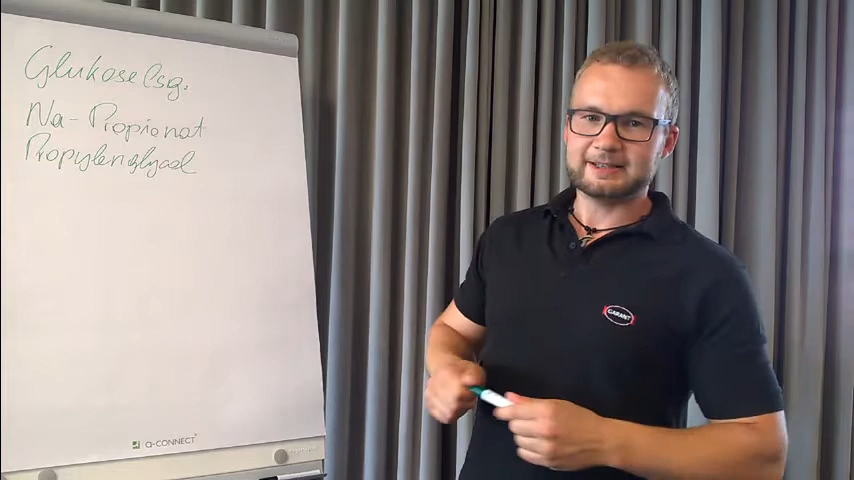 Glukoselsg.
Na-Propionat
Propylenglycol
GARANT
a-CONNECT